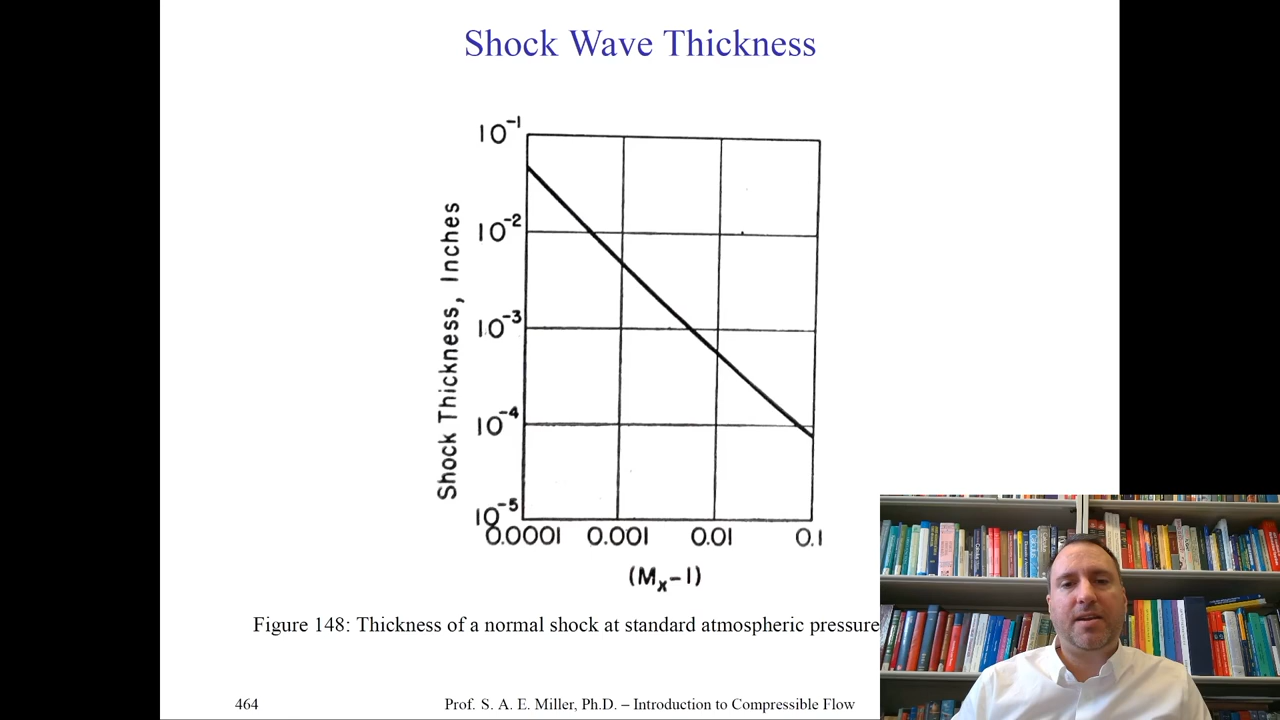 Shock Wave Thickness
10⁻¹
10⁻²
10⁻³
10⁻⁴
10⁻⁵
Shock Thickness, Inches
0.0001 0.001 0.01 0.1
(Mₓ-1)
Figure 148: Thickness of a normal shock at standard atmospheric pressure
464
Prof. S. A. E. Miller, Ph.D. – Introduction to Compressible Flow